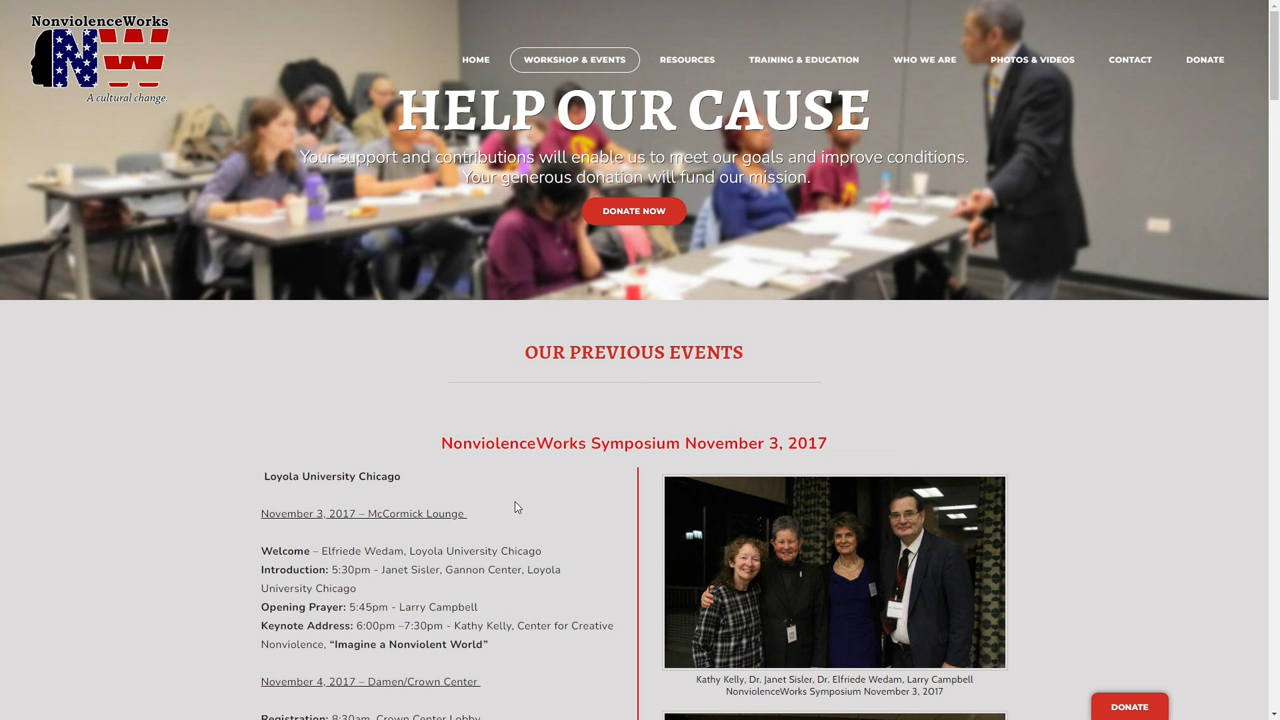 NonviolenceWorks
NW
A cultural change.
HOME
WORKSHOP & EVENTS
RESOURCES
TRAINING & EDUCATION
WHO WE ARE
PHOTOS & VIDEOS
CONTACT
DONATE
HELP OUR CAUSE
Your support and contributions will enable us to meet our goals and improve conditions.
Your generous donation will fund our mission.
DONATE NOW
OUR PREVIOUS EVENTS
NonviolenceWorks Symposium November 3, 2017
Loyola University Chicago
November 3, 2017 – McCormick Lounge
Welcome – Elfriede Wedam, Loyola University Chicago
Introduction: 5:30pm - Janet Sisler, Gannon Center, Loyola
University Chicago
Opening Prayer: 5:45pm - Larry Campbell
Keynote Address: 6:00pm –7:30pm - Kathy Kelly, Center for Creative
Nonviolence, “Imagine a Nonviolent World”
November 4, 2017 – Damen/Crown Center
Registration: 8:30am, Crown Center Lobby
Kathy Kelly, Dr. Janet Sisler, Dr. Elfriede Wedam, Larry Campbell
NonviolenceWorks Symposium November 3, 2017
DONATE